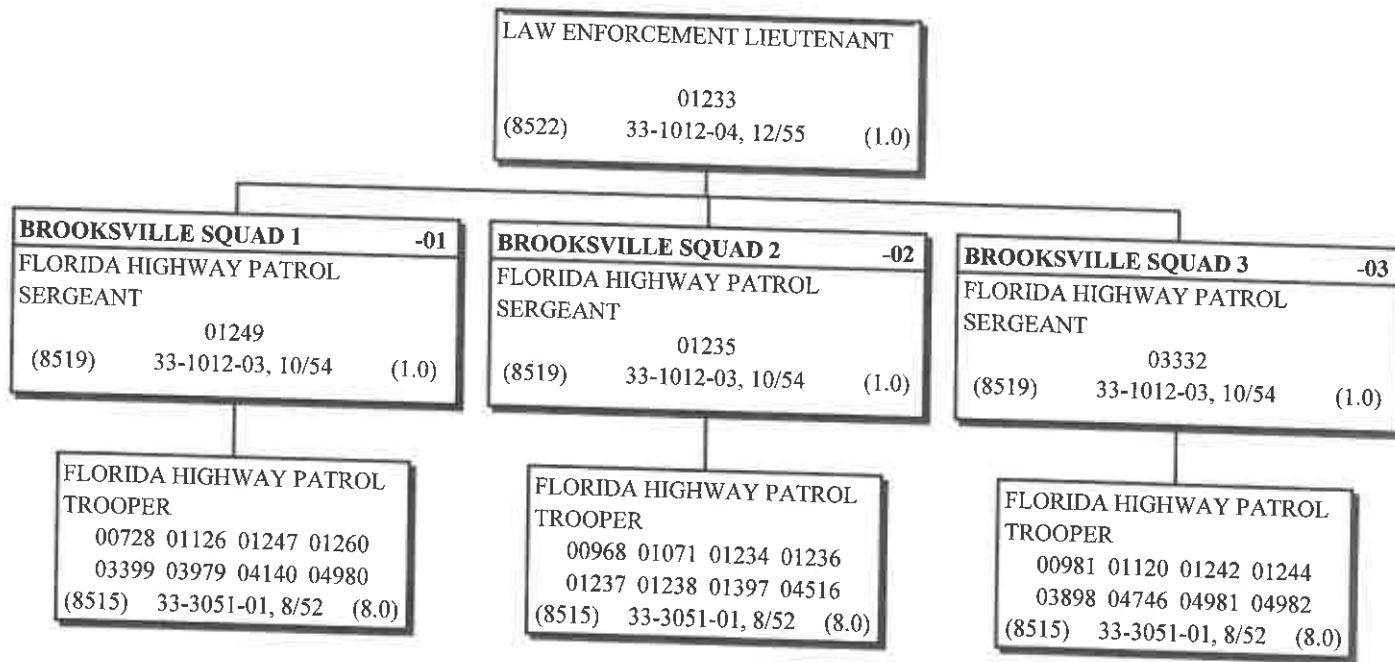 LAW ENFORCEMENT LIEUTENANT
01233
(8522) 33-1012-04, 12/55 (1.0)
BROOKSVILLE SQUAD 1 -01
FLORIDA HIGHWAY PATROL
SERGEANT
01249
(8519) 33-1012-03, 10/54 (1.0)
FLORIDA HIGHWAY PATROL
TROOPER
00728 01126 01247 01260
03399 03979 04140 04980
(8515) 33-3051-01, 8/52 (8.0)
BROOKSVILLE SQUAD 2 -02
FLORIDA HIGHWAY PATROL
SERGEANT
01235
(8519) 33-1012-03, 10/54 (1.0)
FLORIDA HIGHWAY PATROL
TROOPER
00968 01071 01234 01236
01237 01238 01397 04516
(8515) 33-3051-01, 8/52 (8.0)
BROOKSVILLE SQUAD 3 -03
FLORIDA HIGHWAY PATROL
SERGEANT
03332
(8519) 33-1012-03, 10/54 (1.0)
FLORIDA HIGHWAY PATROL
TROOPER
00981 01120 01242 01244
03898 04746 04981 04982
(8515) 33-3051-01, 8/52 (8.0)